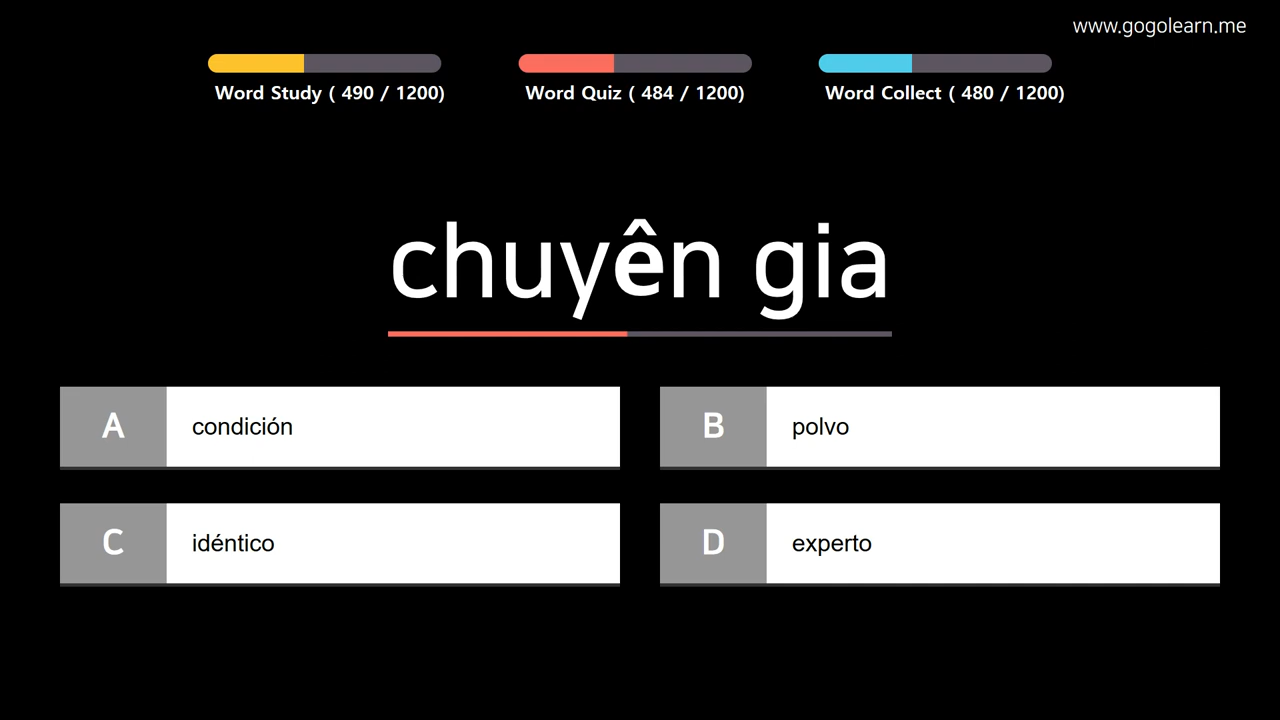 www.gogolearn.me
Word Study ( 490 / 1200)
Word Quiz ( 484 / 1200)
Word Collect ( 480 / 1200)
chuyên gia
A condición
B polvo
C idéntico
D experto